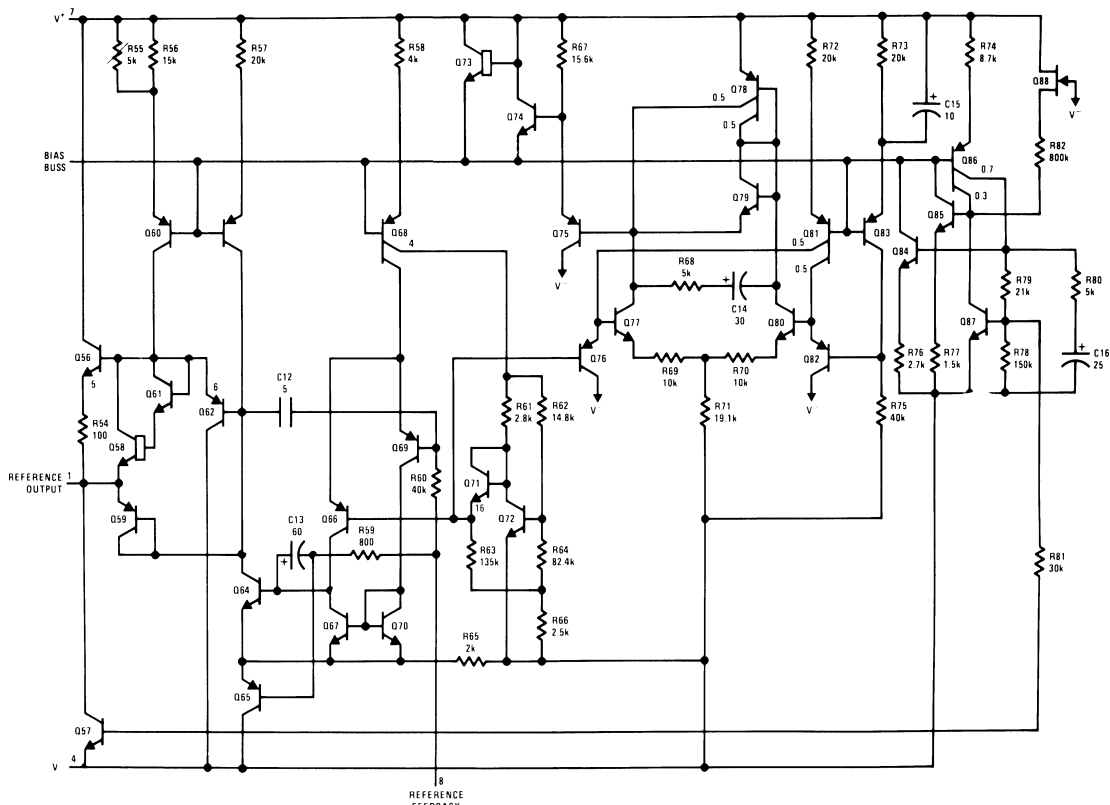 V+ 7
R55
5k
R56
15k
R57
20k
R58
4k
Q73
Q74
R67
15.6k
Q78
0.5
0.5
R72
20k
R73
20k
C15
10
R74
8.7k
Q88
V−
BIAS
BUSS
R82
800k
Q86
0.7
0.3
Q60
Q68
4
Q75
V−
Q79
Q81
0.5
0.5
Q83
Q84
Q85
R68
5k
C14
30
R79
21k
R80
5k
Q56
5
Q61
6
Q62
C12
5
Q77
Q76
V−
R69
10k
R70
10k
Q80
Q82
V−
R76
2.7k
R77
1.5k
Q87
R78
150k
C16
25
R54
100
Q58
Q69
R60
40k
R61
2.8k
R62
14.8k
R71
19.1k
R75
40k
REFERENCE 1
OUTPUT
Q59
Q71
16
Q72
Q66
C13
60
R59
800
R63
135k
R64
82.4k
R81
30k
Q64
Q67
Q70
R66
2.5k
R65
2k
Q65
Q57
V 4
8
REFERENCE